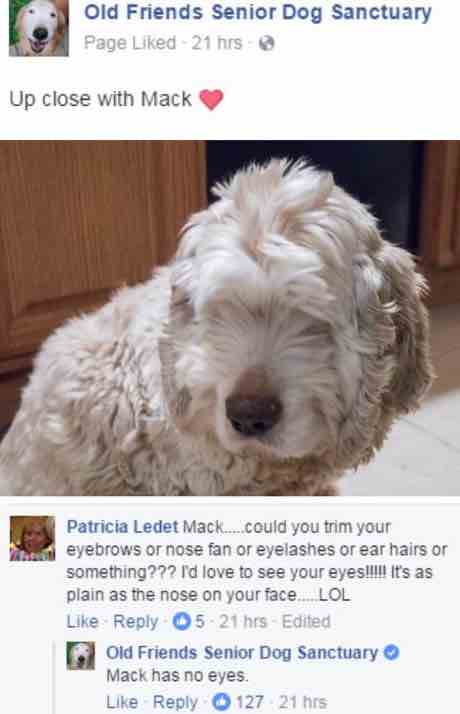 Old Friends Senior Dog Sanctuary
Page Liked · 21 hrs ·
Up close with Mack ❤
Patricia Ledet Mack.....could you trim your
eyebrows or nose fan or eyelashes or ear hairs or
something??? I'd love to see your eyes!!!!! It's as
plain as the nose on your face.....LOL
Like · Reply · 5 · 21 hrs · Edited
Old Friends Senior Dog Sanctuary
Mack has no eyes.
Like · Reply · 127 · 21 hrs